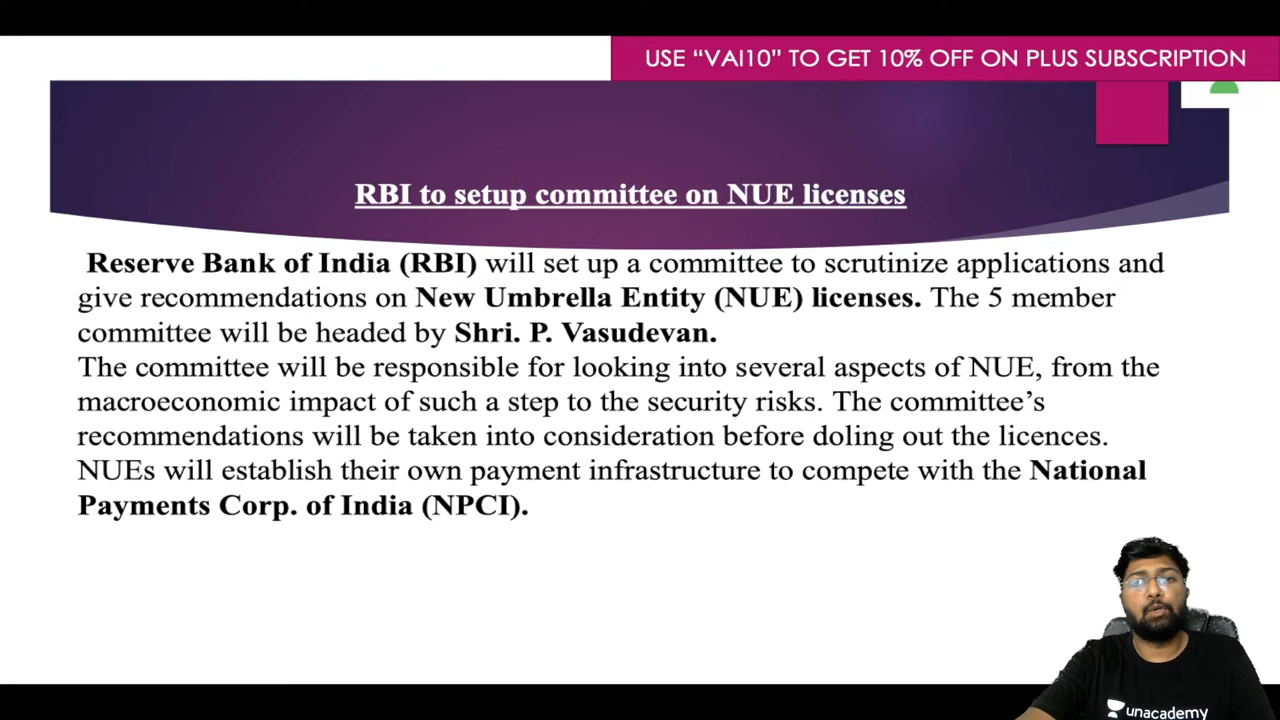 USE “VAI10” TO GET 10% OFF ON PLUS SUBSCRIPTION
RBI to setup committee on NUE licenses
Reserve Bank of India (RBI) will set up a committee to scrutinize applications and
give recommendations on New Umbrella Entity (NUE) licenses. The 5 member
committee will be headed by Shri. P. Vasudevan.
The committee will be responsible for looking into several aspects of NUE, from the
macroeconomic impact of such a step to the security risks. The committee’s
recommendations will be taken into consideration before doling out the licences.
NUEs will establish their own payment infrastructure to compete with the National
Payments Corp. of India (NPCI).
unacademy